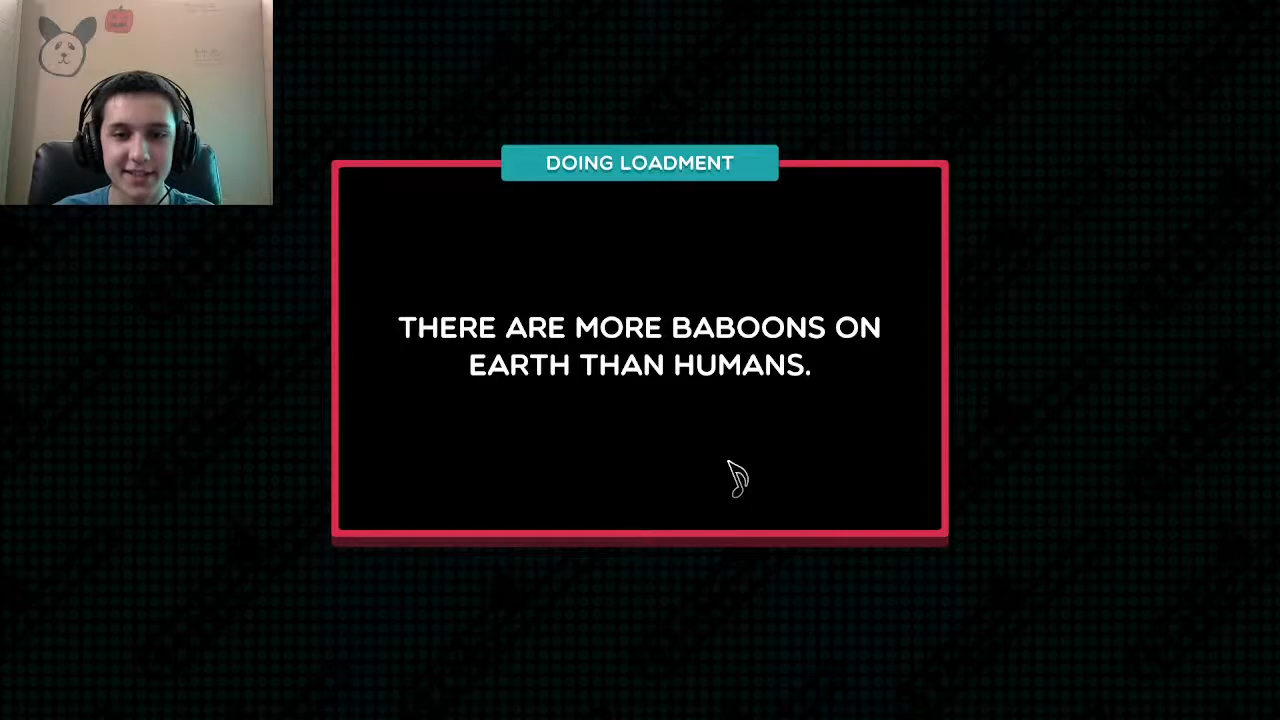 DOING LOADMENT
THERE ARE MORE BABOONS ON
EARTH THAN HUMANS.